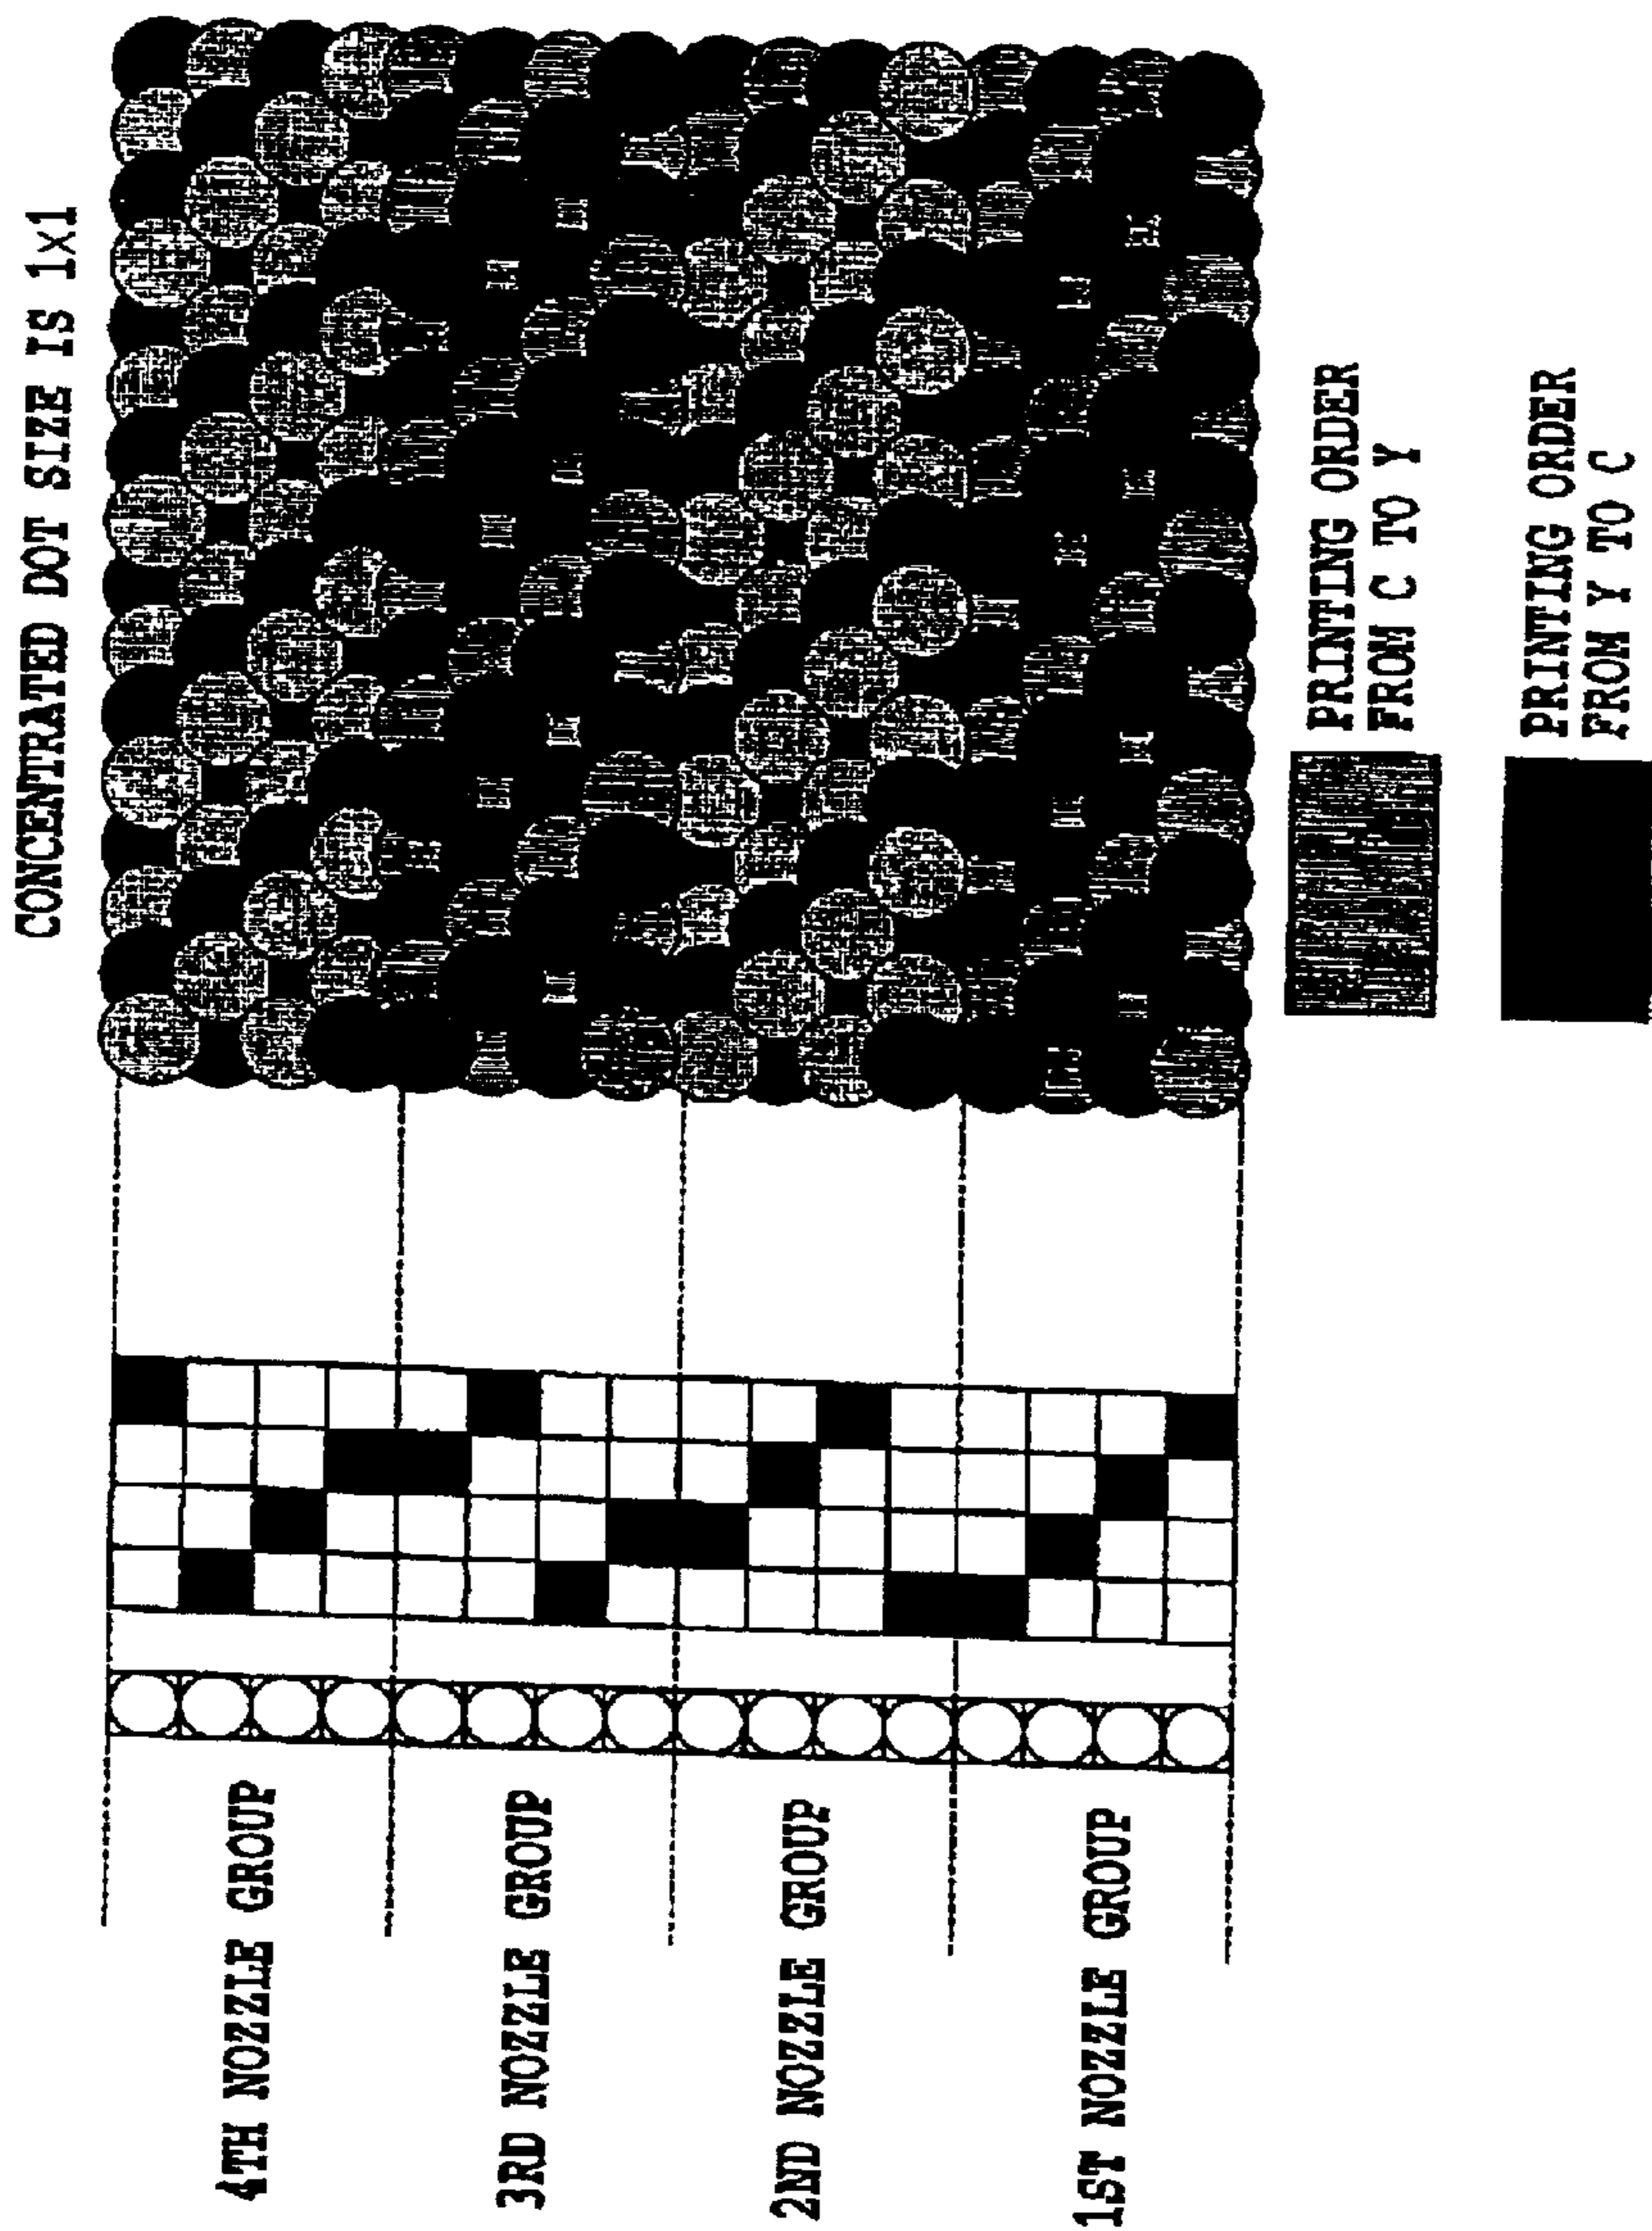 CONCENTRATED DOT SIZE IS 1x1
4TH NOZZLE GROUP
3RD NOZZLE GROUP
2ND NOZZLE GROUP
1ST NOZZLE GROUP
PRINTING ORDER
FROM C TO Y
PRINTING ORDER
FROM Y TO C